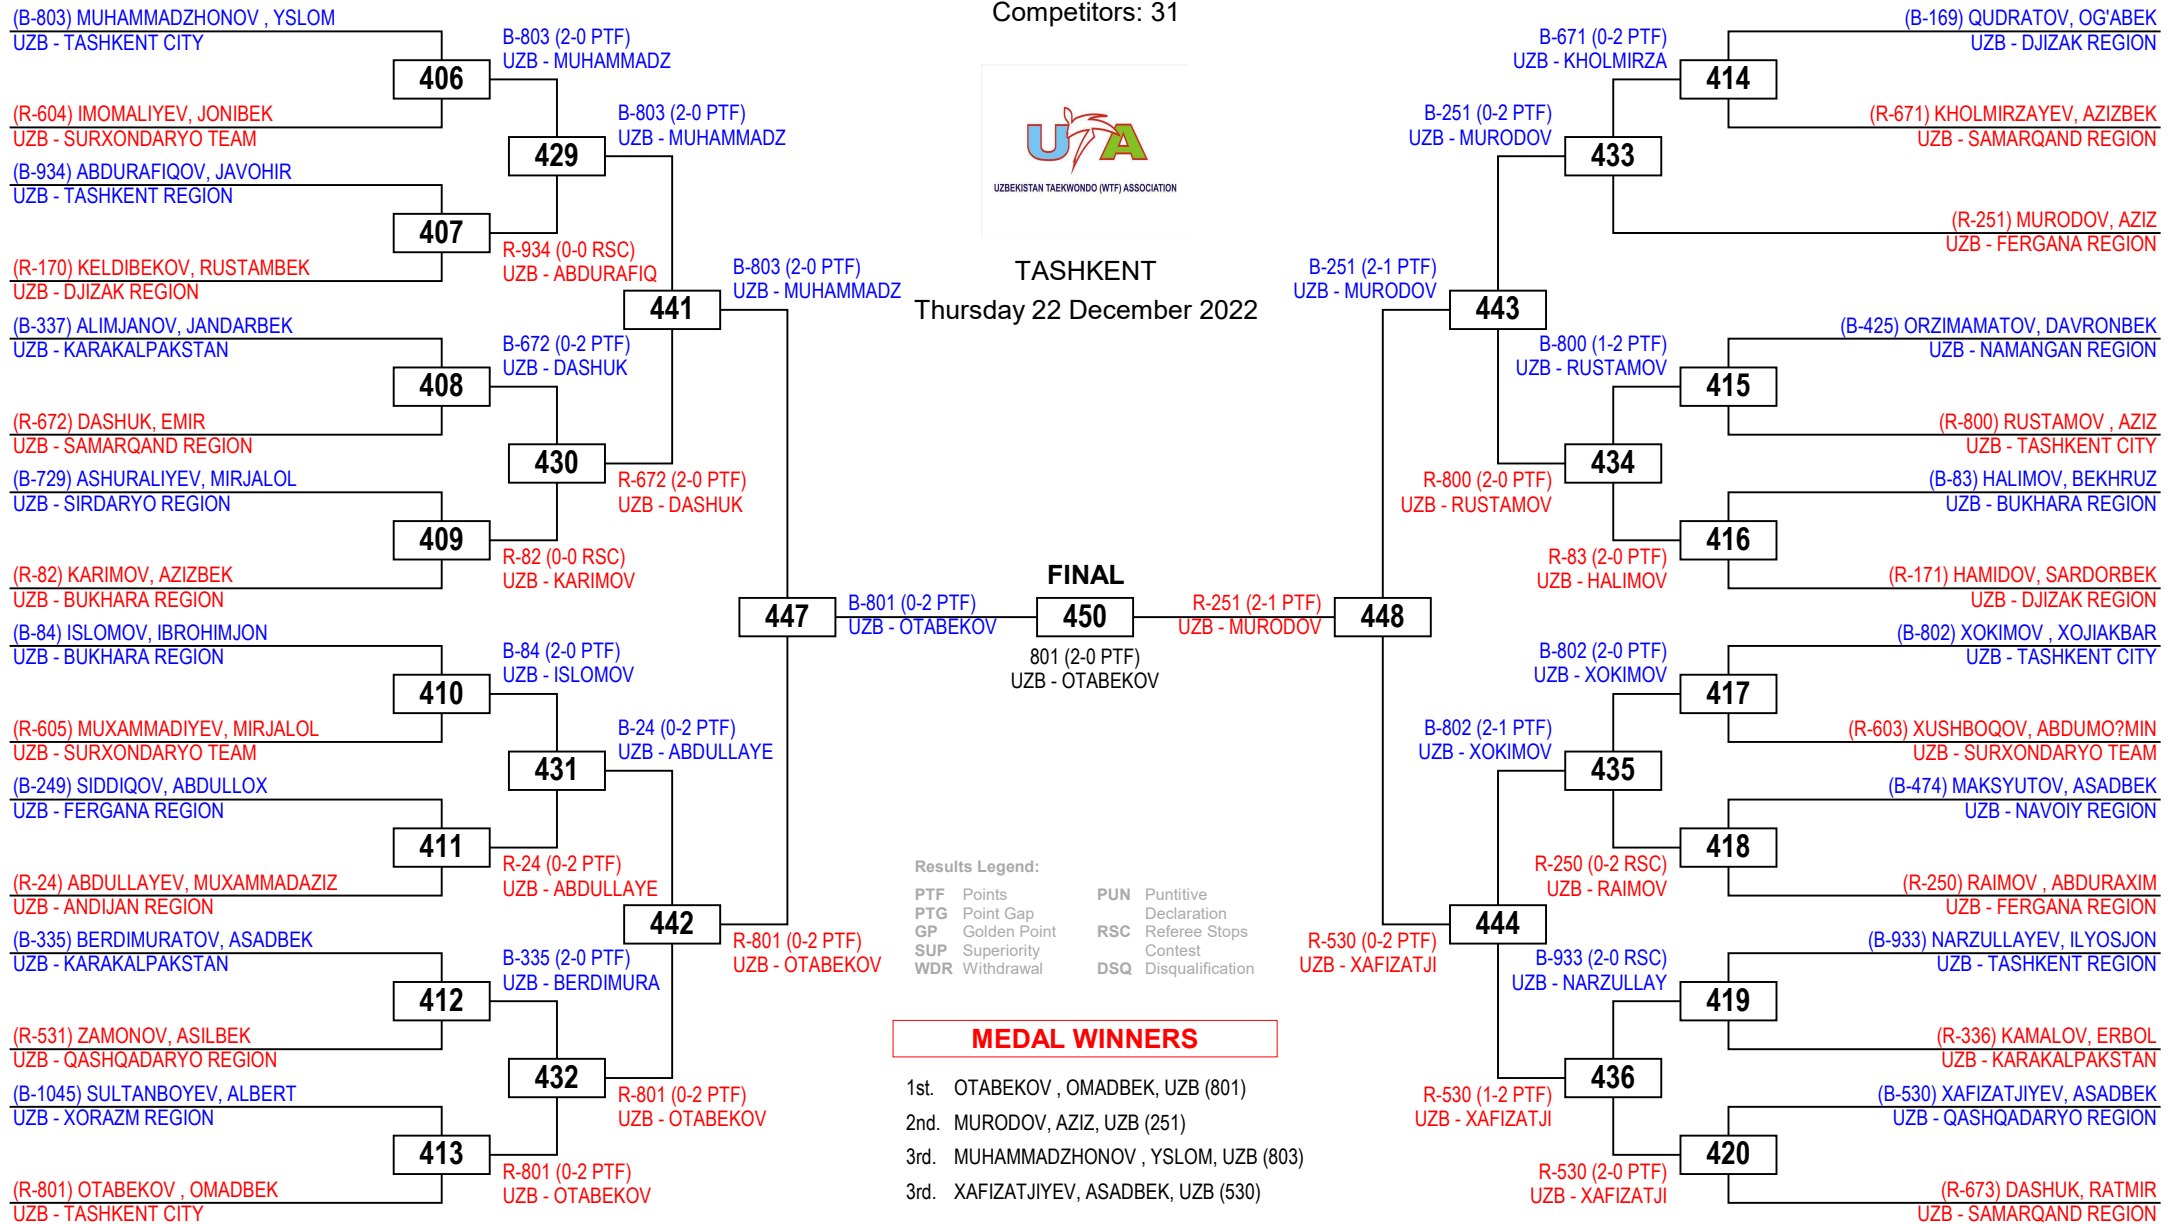 Competitors: 31
(B-803) MUHAMMADZHONOV , YSLOM
UZB - TASHKENT CITY
406
(R-604) IMOMALIYEV, JONIBEK
UZB - SURXONDARYO TEAM
(B-934) ABDURAFIQOV, JAVOHIR
UZB - TASHKENT REGION
407
(R-170) KELDIBEKOV, RUSTAMBEK
UZB - DJIZAK REGION
(B-337) ALIMJANOV, JANDARBEK
UZB - KARAKALPAKSTAN
408
(R-672) DASHUK, EMIR
UZB - SAMARQAND REGION
(B-729) ASHURALIYEV, MIRJALOL
UZB - SIRDARYO REGION
409
(R-82) KARIMOV, AZIZBEK
UZB - BUKHARA REGION
(B-84) ISLOMOV, IBROHIMJON
UZB - BUKHARA REGION
410
(R-605) MUXAMMADIYEV, MIRJALOL
UZB - SURXONDARYO TEAM
(B-249) SIDDIQOV, ABDULLOX
UZB - FERGANA REGION
411
(R-24) ABDULLAYEV, MUXAMMADAZIZ
UZB - ANDIJAN REGION
(B-335) BERDIMURATOV, ASADBEK
UZB - KARAKALPAKSTAN
412
(R-531) ZAMONOV, ASILBEK
UZB - QASHQADARYO REGION
(B-1045) SULTANBOYEV, ALBERT
UZB - XORAZM REGION
413
(R-801) OTABEKOV , OMADBEK
UZB - TASHKENT CITY
B-803 (2-0 PTF)
UZB - MUHAMMADZ
429
R-934 (0-0 RSC)
UZB - ABDURAFIQ
B-672 (0-2 PTF)
UZB - DASHUK
430
R-82 (0-0 RSC)
UZB - KARIMOV
B-84 (2-0 PTF)
UZB - ISLOMOV
431
R-24 (0-2 PTF)
UZB - ABDULLAYE
B-335 (2-0 PTF)
UZB - BERDIMURA
432
R-801 (0-2 PTF)
UZB - OTABEKOV
B-803 (2-0 PTF)
UZB - MUHAMMADZ
441
R-672 (2-0 PTF)
UZB - DASHUK
B-24 (0-2 PTF)
UZB - ABDULLAYE
442
R-801 (0-2 PTF)
UZB - OTABEKOV
B-803 (2-0 PTF)
UZB - MUHAMMADZ
447
R-801 (0-2 PTF)
UZB - OTABEKOV
UTA
UZBEKISTAN TAEKWONDO (WTF) ASSOCIATION
TASHKENT
Thursday 22 December 2022
B-801 (0-2 PTF)
UZB - OTABEKOV
FINAL
450
801 (2-0 PTF)
UZB - OTABEKOV
R-251 (2-1 PTF)
UZB - MURODOV
Results Legend:
PTF Points
PTG Point Gap
GP Golden Point
SUP Superiority
WDR Withdrawal
PUN Puntitive
Declaration
RSC Referee Stops
Contest
DSQ Disqualification
MEDAL WINNERS
1st. OTABEKOV , OMADBEK, UZB (801)
2nd. MURODOV, AZIZ, UZB (251)
3rd. MUHAMMADZHONOV , YSLOM, UZB (803)
3rd. XAFIZATJIYEV, ASADBEK, UZB (530)
B-251 (2-1 PTF)
UZB - MURODOV
448
R-530 (0-2 PTF)
UZB - XAFIZATJI
B-251 (0-2 PTF)
UZB - MURODOV
443
R-800 (2-0 PTF)
UZB - RUSTAMOV
B-802 (2-1 PTF)
UZB - XOKIMOV
444
R-530 (1-2 PTF)
UZB - XAFIZATJI
B-671 (0-2 PTF)
UZB - KHOLMIRZA
433
B-800 (1-2 PTF)
UZB - RUSTAMOV
434
R-83 (2-0 PTF)
UZB - HALIMOV
B-802 (2-0 PTF)
UZB - XOKIMOV
435
R-250 (0-2 RSC)
UZB - RAIMOV
B-933 (2-0 RSC)
UZB - NARZULLAY
436
R-530 (2-0 PTF)
UZB - XAFIZATJI
(B-169) QUDRATOV, OG'ABEK
UZB - DJIZAK REGION
414
(R-671) KHOLMIRZAYEV, AZIZBEK
UZB - SAMARQAND REGION
(R-251) MURODOV, AZIZ
UZB - FERGANA REGION
(B-425) ORZIMAMATOV, DAVRONBEK
UZB - NAMANGAN REGION
415
(R-800) RUSTAMOV , AZIZ
UZB - TASHKENT CITY
(B-83) HALIMOV, BEKHRUZ
UZB - BUKHARA REGION
416
(R-171) HAMIDOV, SARDORBEK
UZB - DJIZAK REGION
(B-802) XOKIMOV , XOJIAKBAR
UZB - TASHKENT CITY
417
(R-603) XUSHBOQOV, ABDUMO?MIN
UZB - SURXONDARYO TEAM
(B-474) MAKSYUTOV, ASADBEK
UZB - NAVOIY REGION
418
(R-250) RAIMOV , ABDURAXIM
UZB - FERGANA REGION
(B-933) NARZULLAYEV, ILYOSJON
UZB - TASHKENT REGION
419
(R-336) KAMALOV, ERBOL
UZB - KARAKALPAKSTAN
(B-530) XAFIZATJIYEV, ASADBEK
UZB - QASHQADARYO REGION
420
(R-673) DASHUK, RATMIR
UZB - SAMARQAND REGION